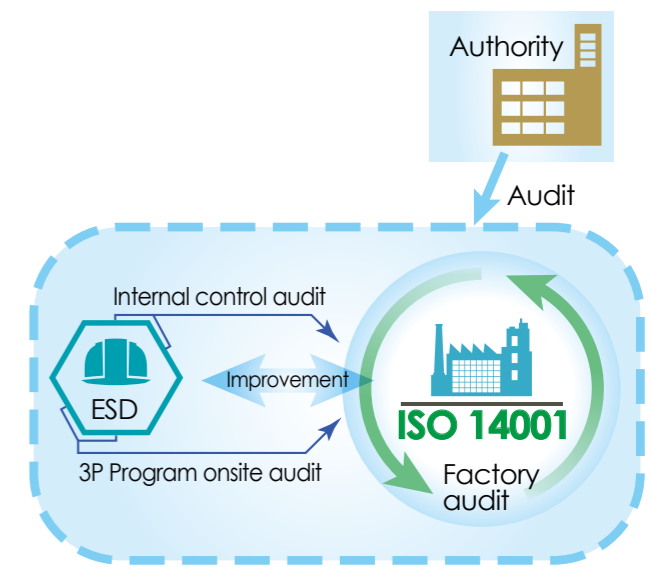 Authority
Audit
Internal control audit
Improvement
ESD
3P Program onsite audit
ISO 14001
Factory
audit